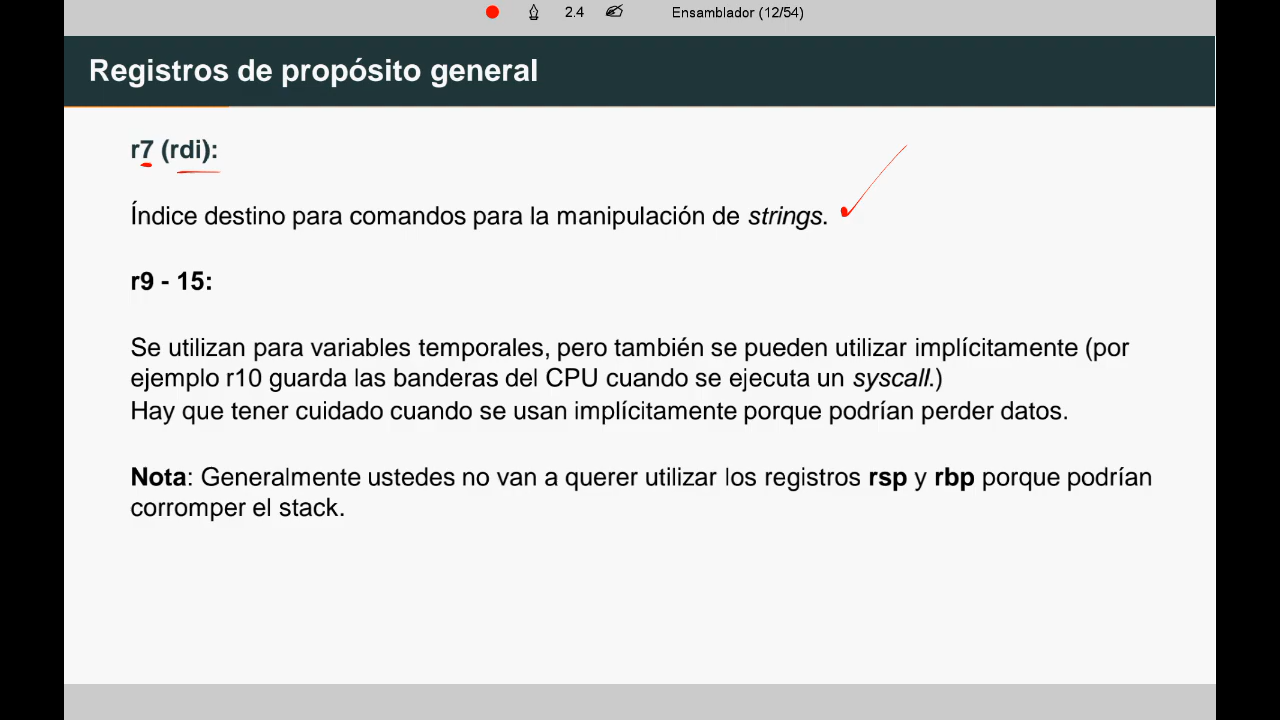 2.4 Ensamblador (12/54)
Registros de propósito general
r7 (rdi):
Índice destino para comandos para la manipulación de strings.
r9 - 15:
Se utilizan para variables temporales, pero también se pueden utilizar implícitamente (por
ejemplo r10 guarda las banderas del CPU cuando se ejecuta un syscall.)
Hay que tener cuidado cuando se usan implícitamente porque podrían perder datos.
Nota: Generalmente ustedes no van a querer utilizar los registros rsp y rbp porque podrían
corromper el stack.